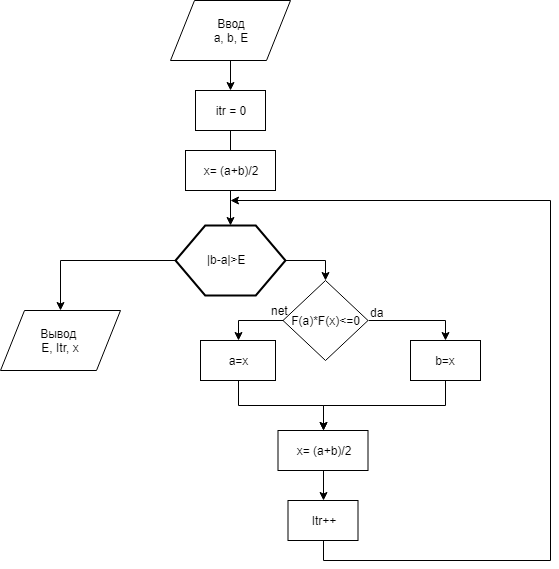 Ввод
a, b, E
itr = 0
x= (a+b)/2
|b-a|>E
Вывод
E, Itr, x
net
F(a)*F(x)<=0
da
a=x
b=x
x= (a+b)/2
Itr++